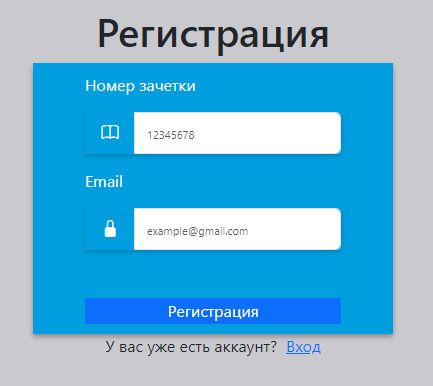 Регистрация
Номер зачетки
12345678
Email
example@gmail.com
Регистрация
У вас уже есть аккаунт? Вход